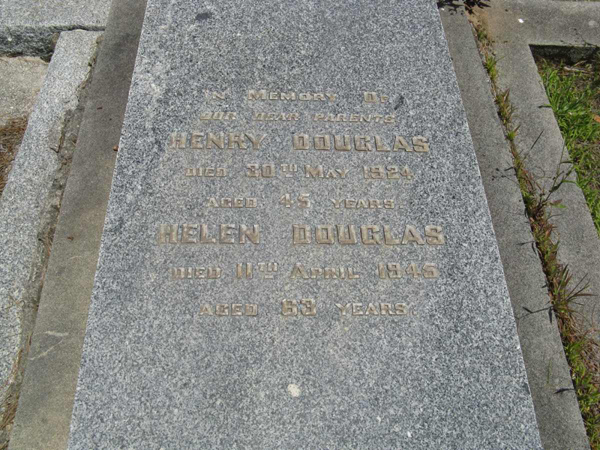 In Memory Of
our dear parents
HENRY DOUGLAS
died 30TH May 1924
aged 45 years
HELEN DOUGLAS
died 11TH April 1945
aged 63 years